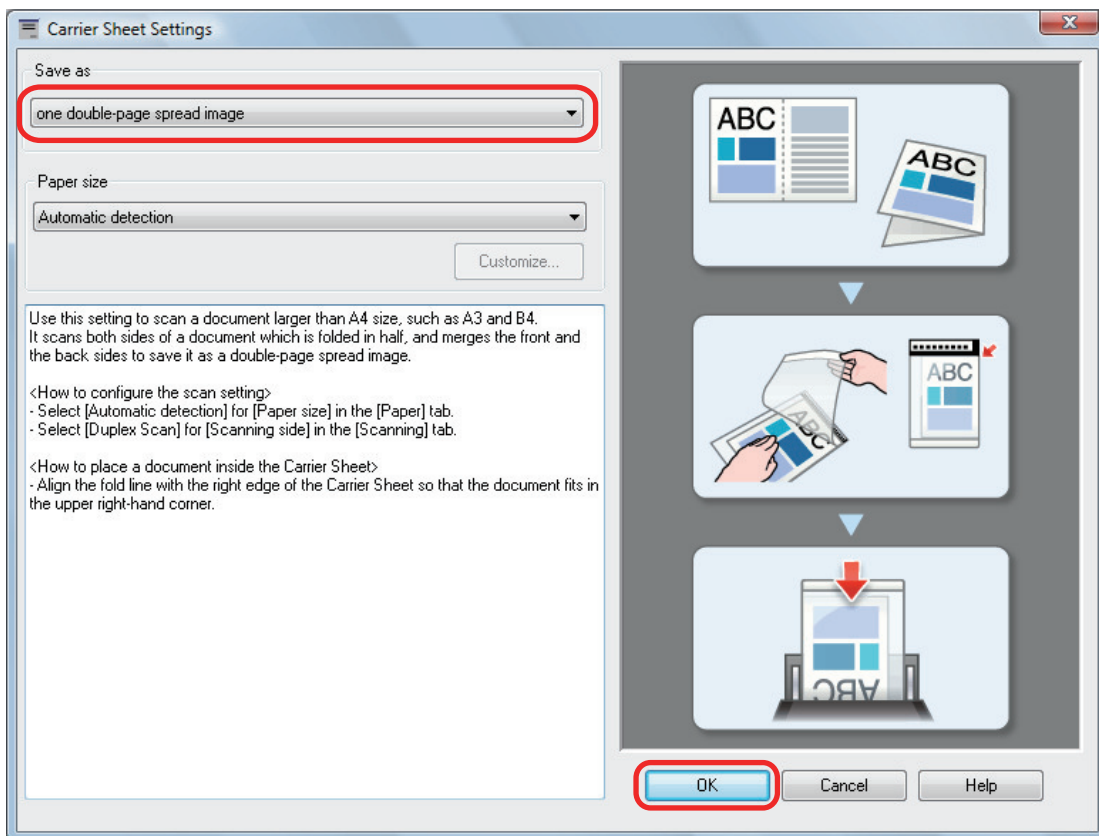 Carrier Sheet Settings
X
Save as
one double-page spread image
Paper size
Automatic detection
Customize...
Use this setting to scan a document larger than A4 size, such as A3 and B4.
It scans both sides of a document which is folded in half, and merges the front and
the back sides to save it as a double-page spread image.
<How to configure the scan setting>
- Select [Automatic detection] for [Paper size] in the [Paper] tab.
- Select [Duplex Scan] for [Scanning side] in the [Scanning] tab.
<How to place a document inside the Carrier Sheet>
- Align the fold line with the right edge of the Carrier Sheet so that the document fits in
the upper right-hand corner.
ABC
ABC
ABC
ABC
ABC
OK
Cancel
Help